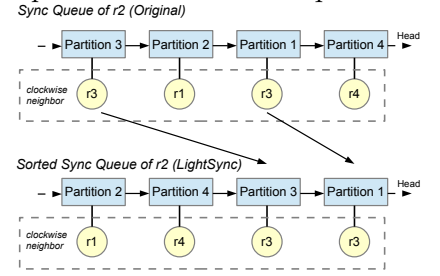 Sync Queue of r2 (Original)
Partition 3 Partition 2 Partition 1 Partition 4 Head
clockwise
neighbor
r3 r1 r3 r4
Sorted Sync Queue of r2 (LightSync)
Partition 2 Partition 4 Partition 3 Partition 1 Head
clockwise
neighbor
r1 r4 r3 r3